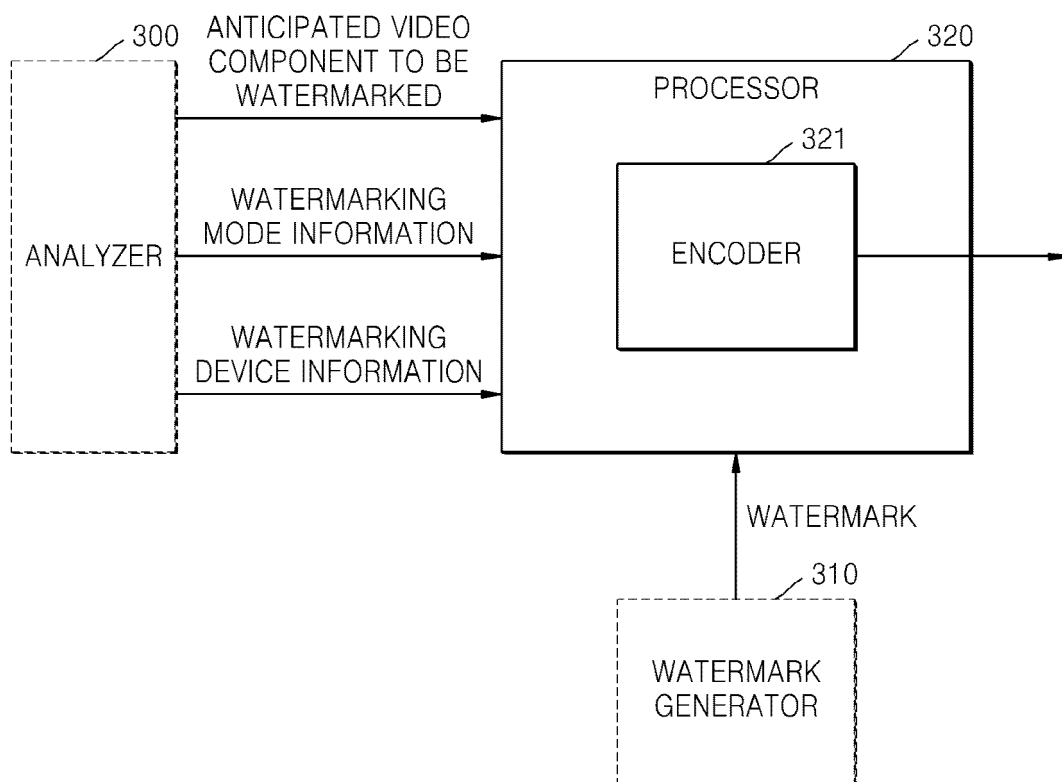 300
ANTICIPATED VIDEO
COMPONENT TO BE
WATERMARKED
320
PROCESSOR
321
WATERMARKING
MODE INFORMATION
ANALYZER
ENCODER
WATERMARKING
DEVICE INFORMATION
WATERMARK
310
WATERMARK
GENERATOR